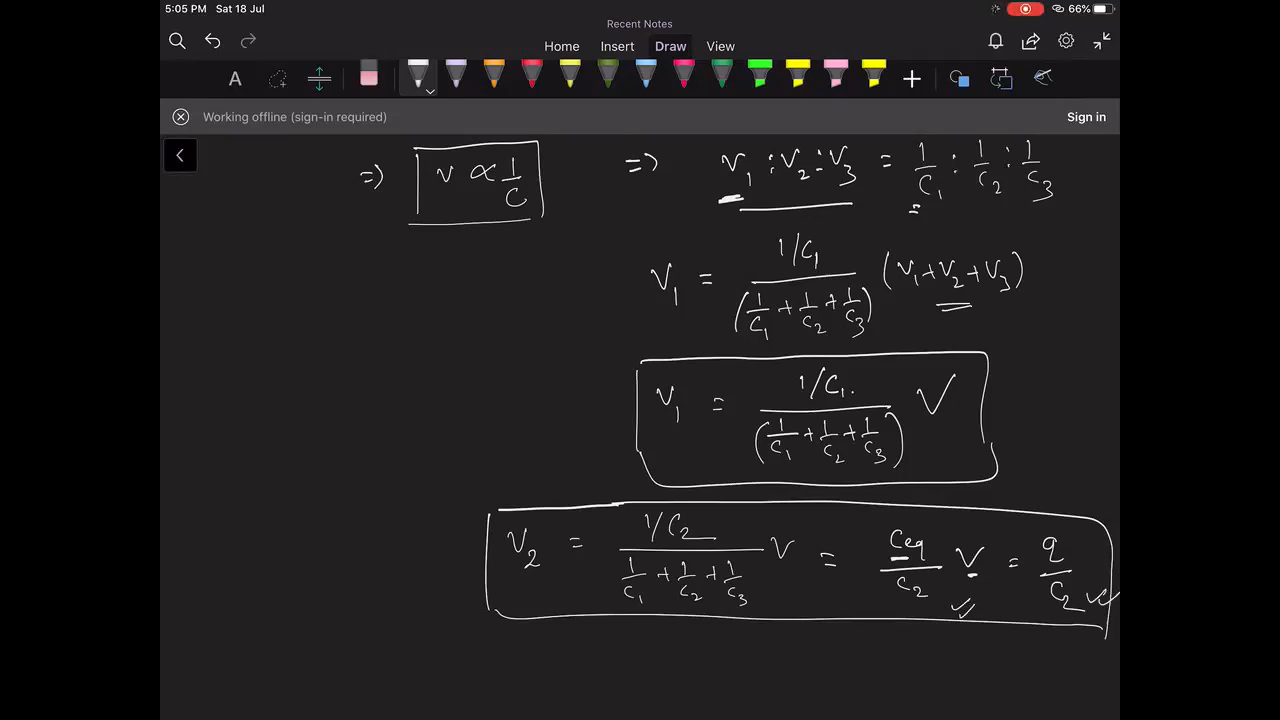 5:05 PM Sat 18 Jul 66%
Recent Notes
Home Insert Draw View
A
Working offline (sign-in required) Sign in
=> V ∝ 1/C => V₁ : V₂ : V₃ = 1/C₁ : 1/C₂ : 1/C₃
V₁ = (1/C₁)/(1/C₁ + 1/C₂ + 1/C₃) (V₁+V₂+V₃)
V₁ = (1/C₁)/(1/C₁ + 1/C₂ + 1/C₃) V
V₂ = (1/C₂)/(1/C₁ + 1/C₂ + 1/C₃) V = Ceq/C₂ V = q/C₂